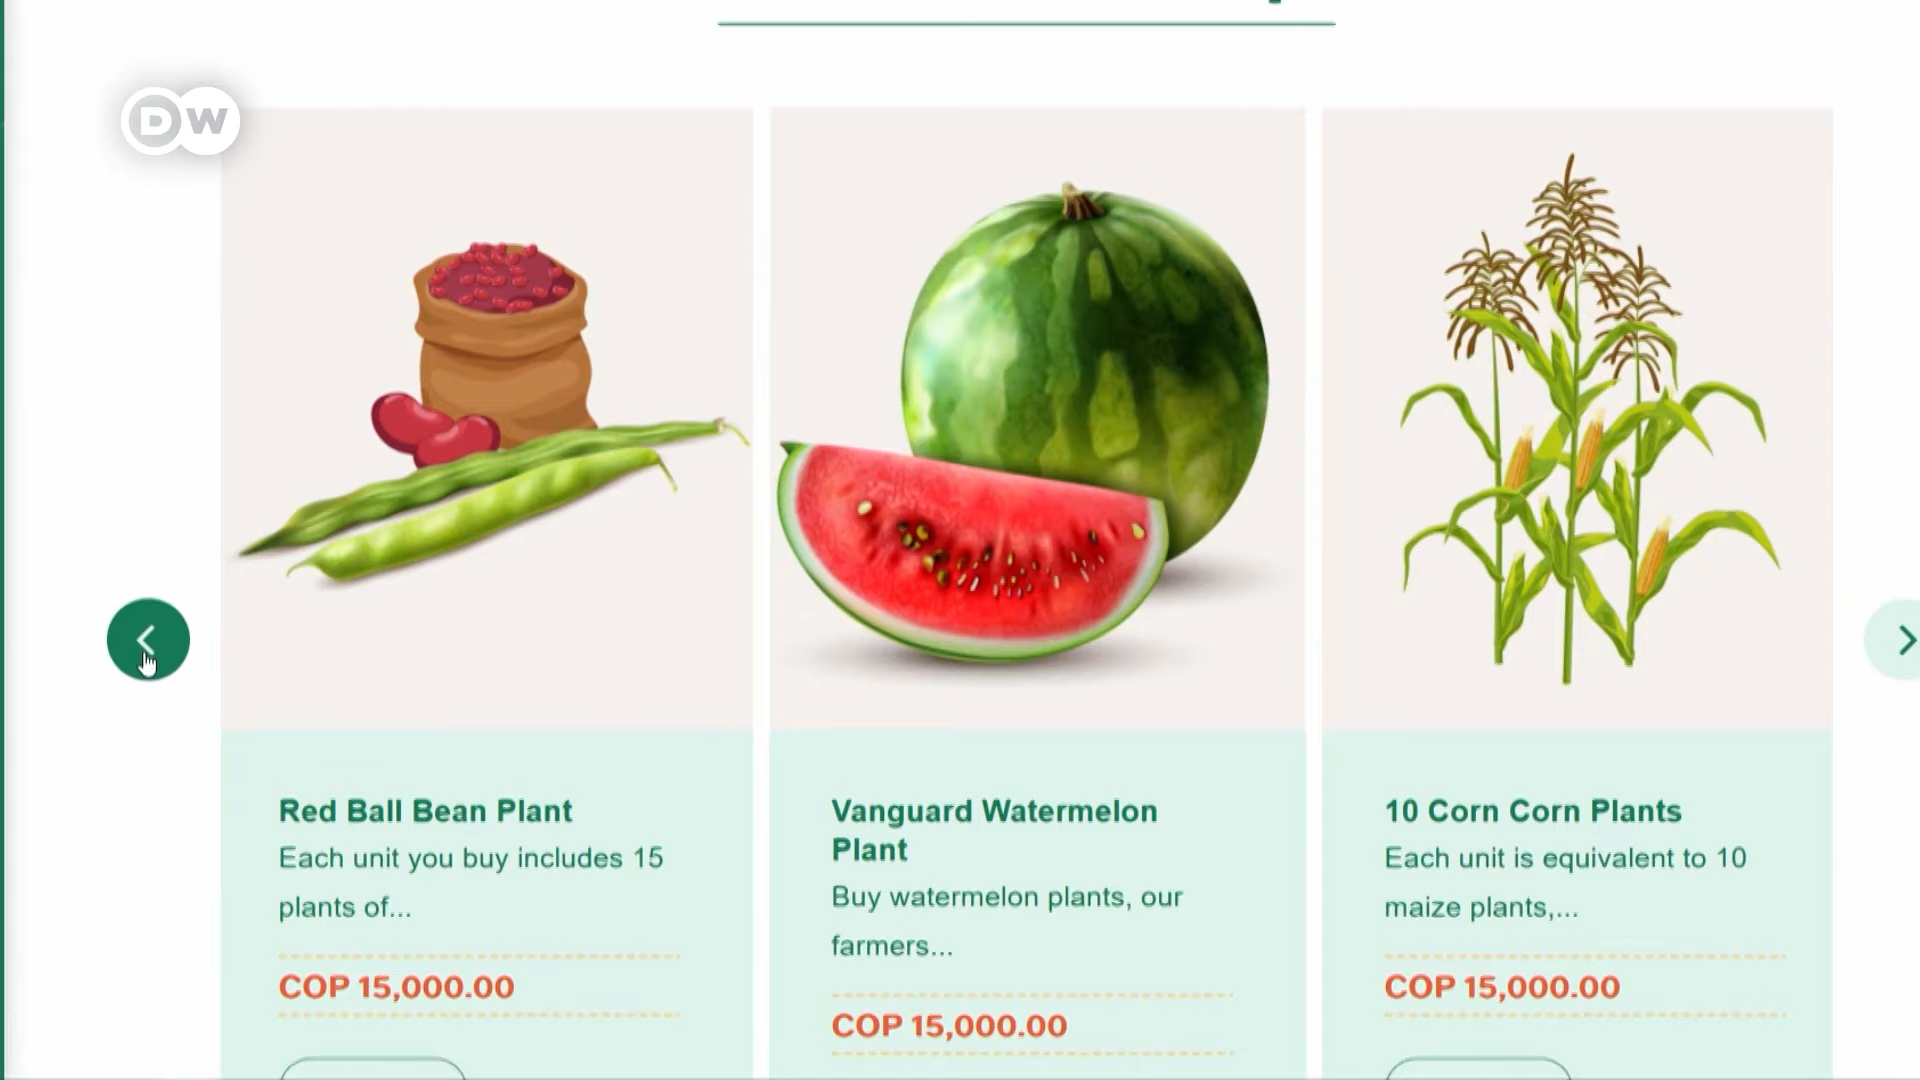 DW
Red Ball Bean Plant
Each unit you buy includes 15
plants of...
COP 15,000.00
Vanguard Watermelon
Plant
Buy watermelon plants, our
farmers...
COP 15,000.00
10 Corn Corn Plants
Each unit is equivalent to 10
maize plants,...
COP 15,000.00